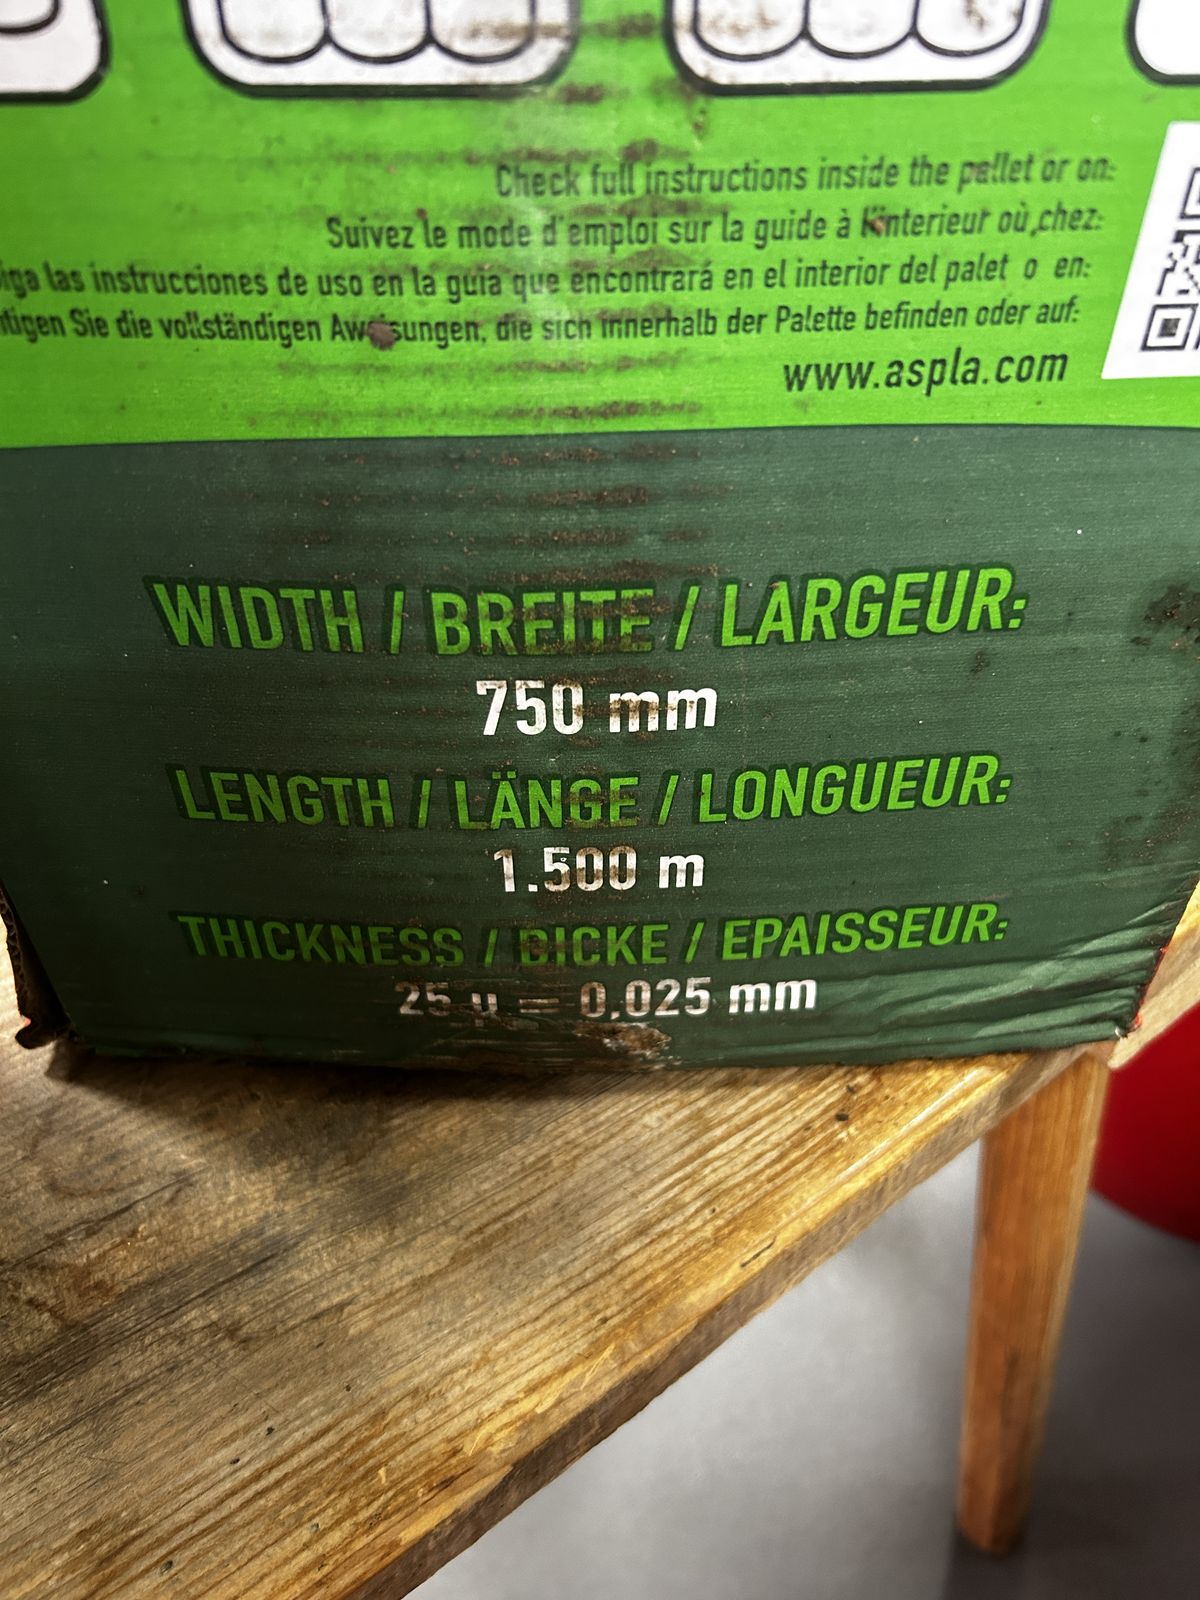 Check full instructions inside the pallet or on:
Suivez le mode d'emploi sur la guide à l'interieur où chez:
las instrucciones de uso en la guía que encontrará en el interior del palet o en:
Sie die vollständigen Anweisungen, die sich innerhalb der Palette befinden oder auf:
www.aspla.com
WIDTH / BREITE / LARGEUR:
750 mm
LENGTH / LÄNGE / LONGUEUR:
1.500 m
THICKNESS / DICKE / EPAISSEUR:
25 µ = 0,025 mm